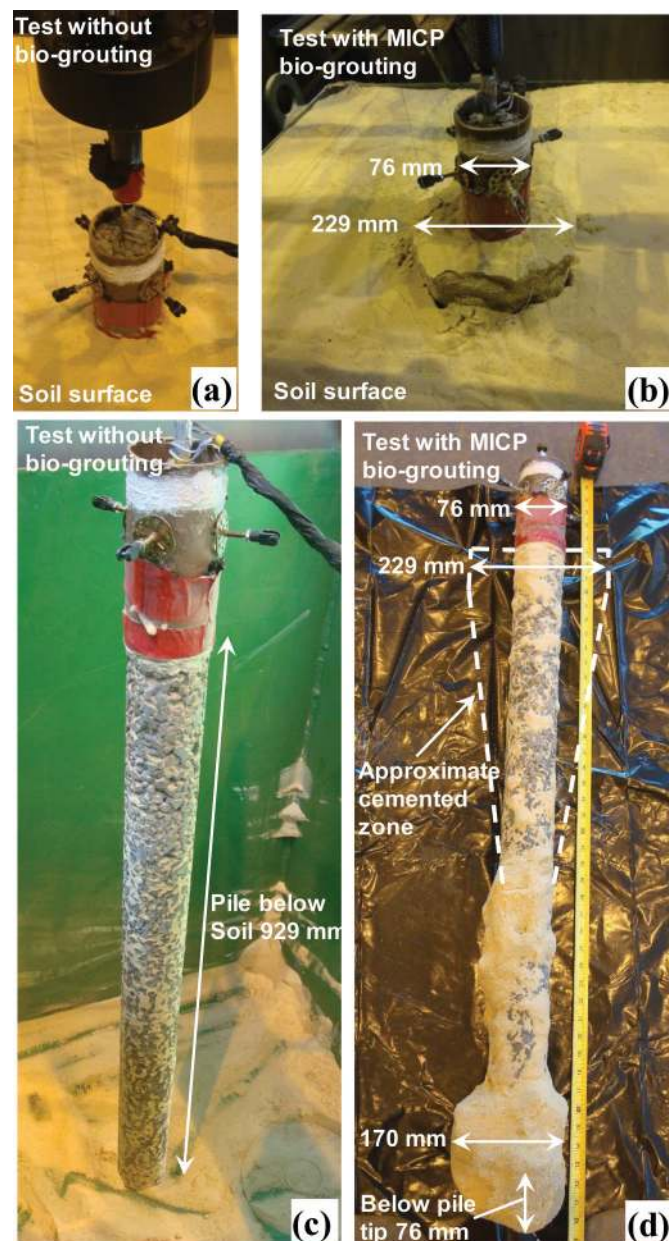 Test without
bio-grouting
Soil surface
(a)
Test with MICP
bio-grouting
76 mm
229 mm
Soil surface
(b)
Test without
bio-grouting
Pile below
Soil 929 mm
(c)
Test with MICP
bio-grouting
76 mm
229 mm
Approximate
cemented
zone
170 mm
Below pile
tip 76 mm
(d)